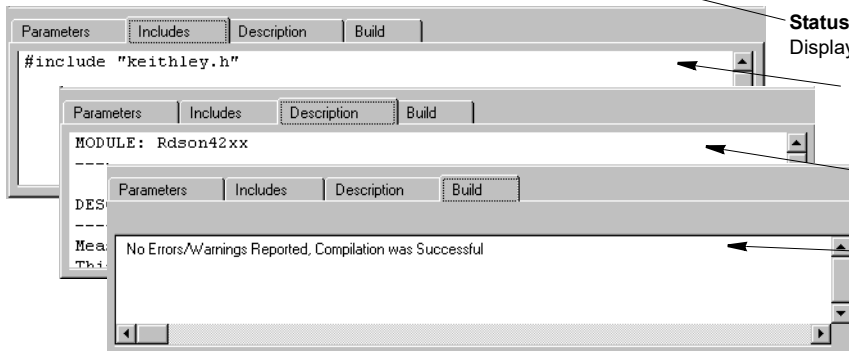 Status
Display
Parameters Includes Description Build
#include "keithley.h"
Parameters Includes Description Build
MODULE: Rdson42xx
----
DES
----
Mea
Thi
Parameters Includes Description Build
No Errors/Warnings Reported, Compilation was Successful